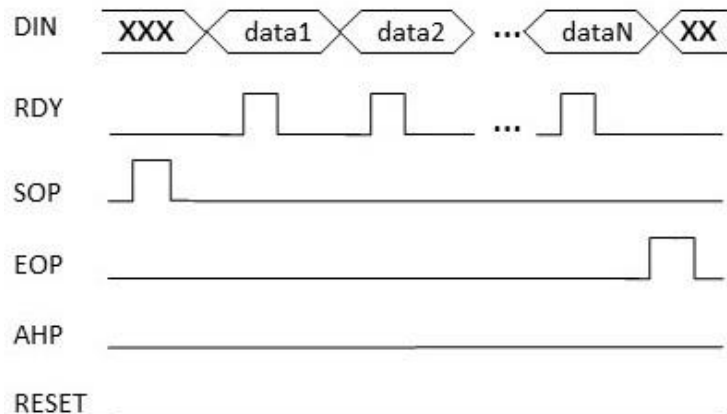 DIN XXX data1 data2 ... dataN XX
RDY ...
SOP
EOP
AHP
RESET